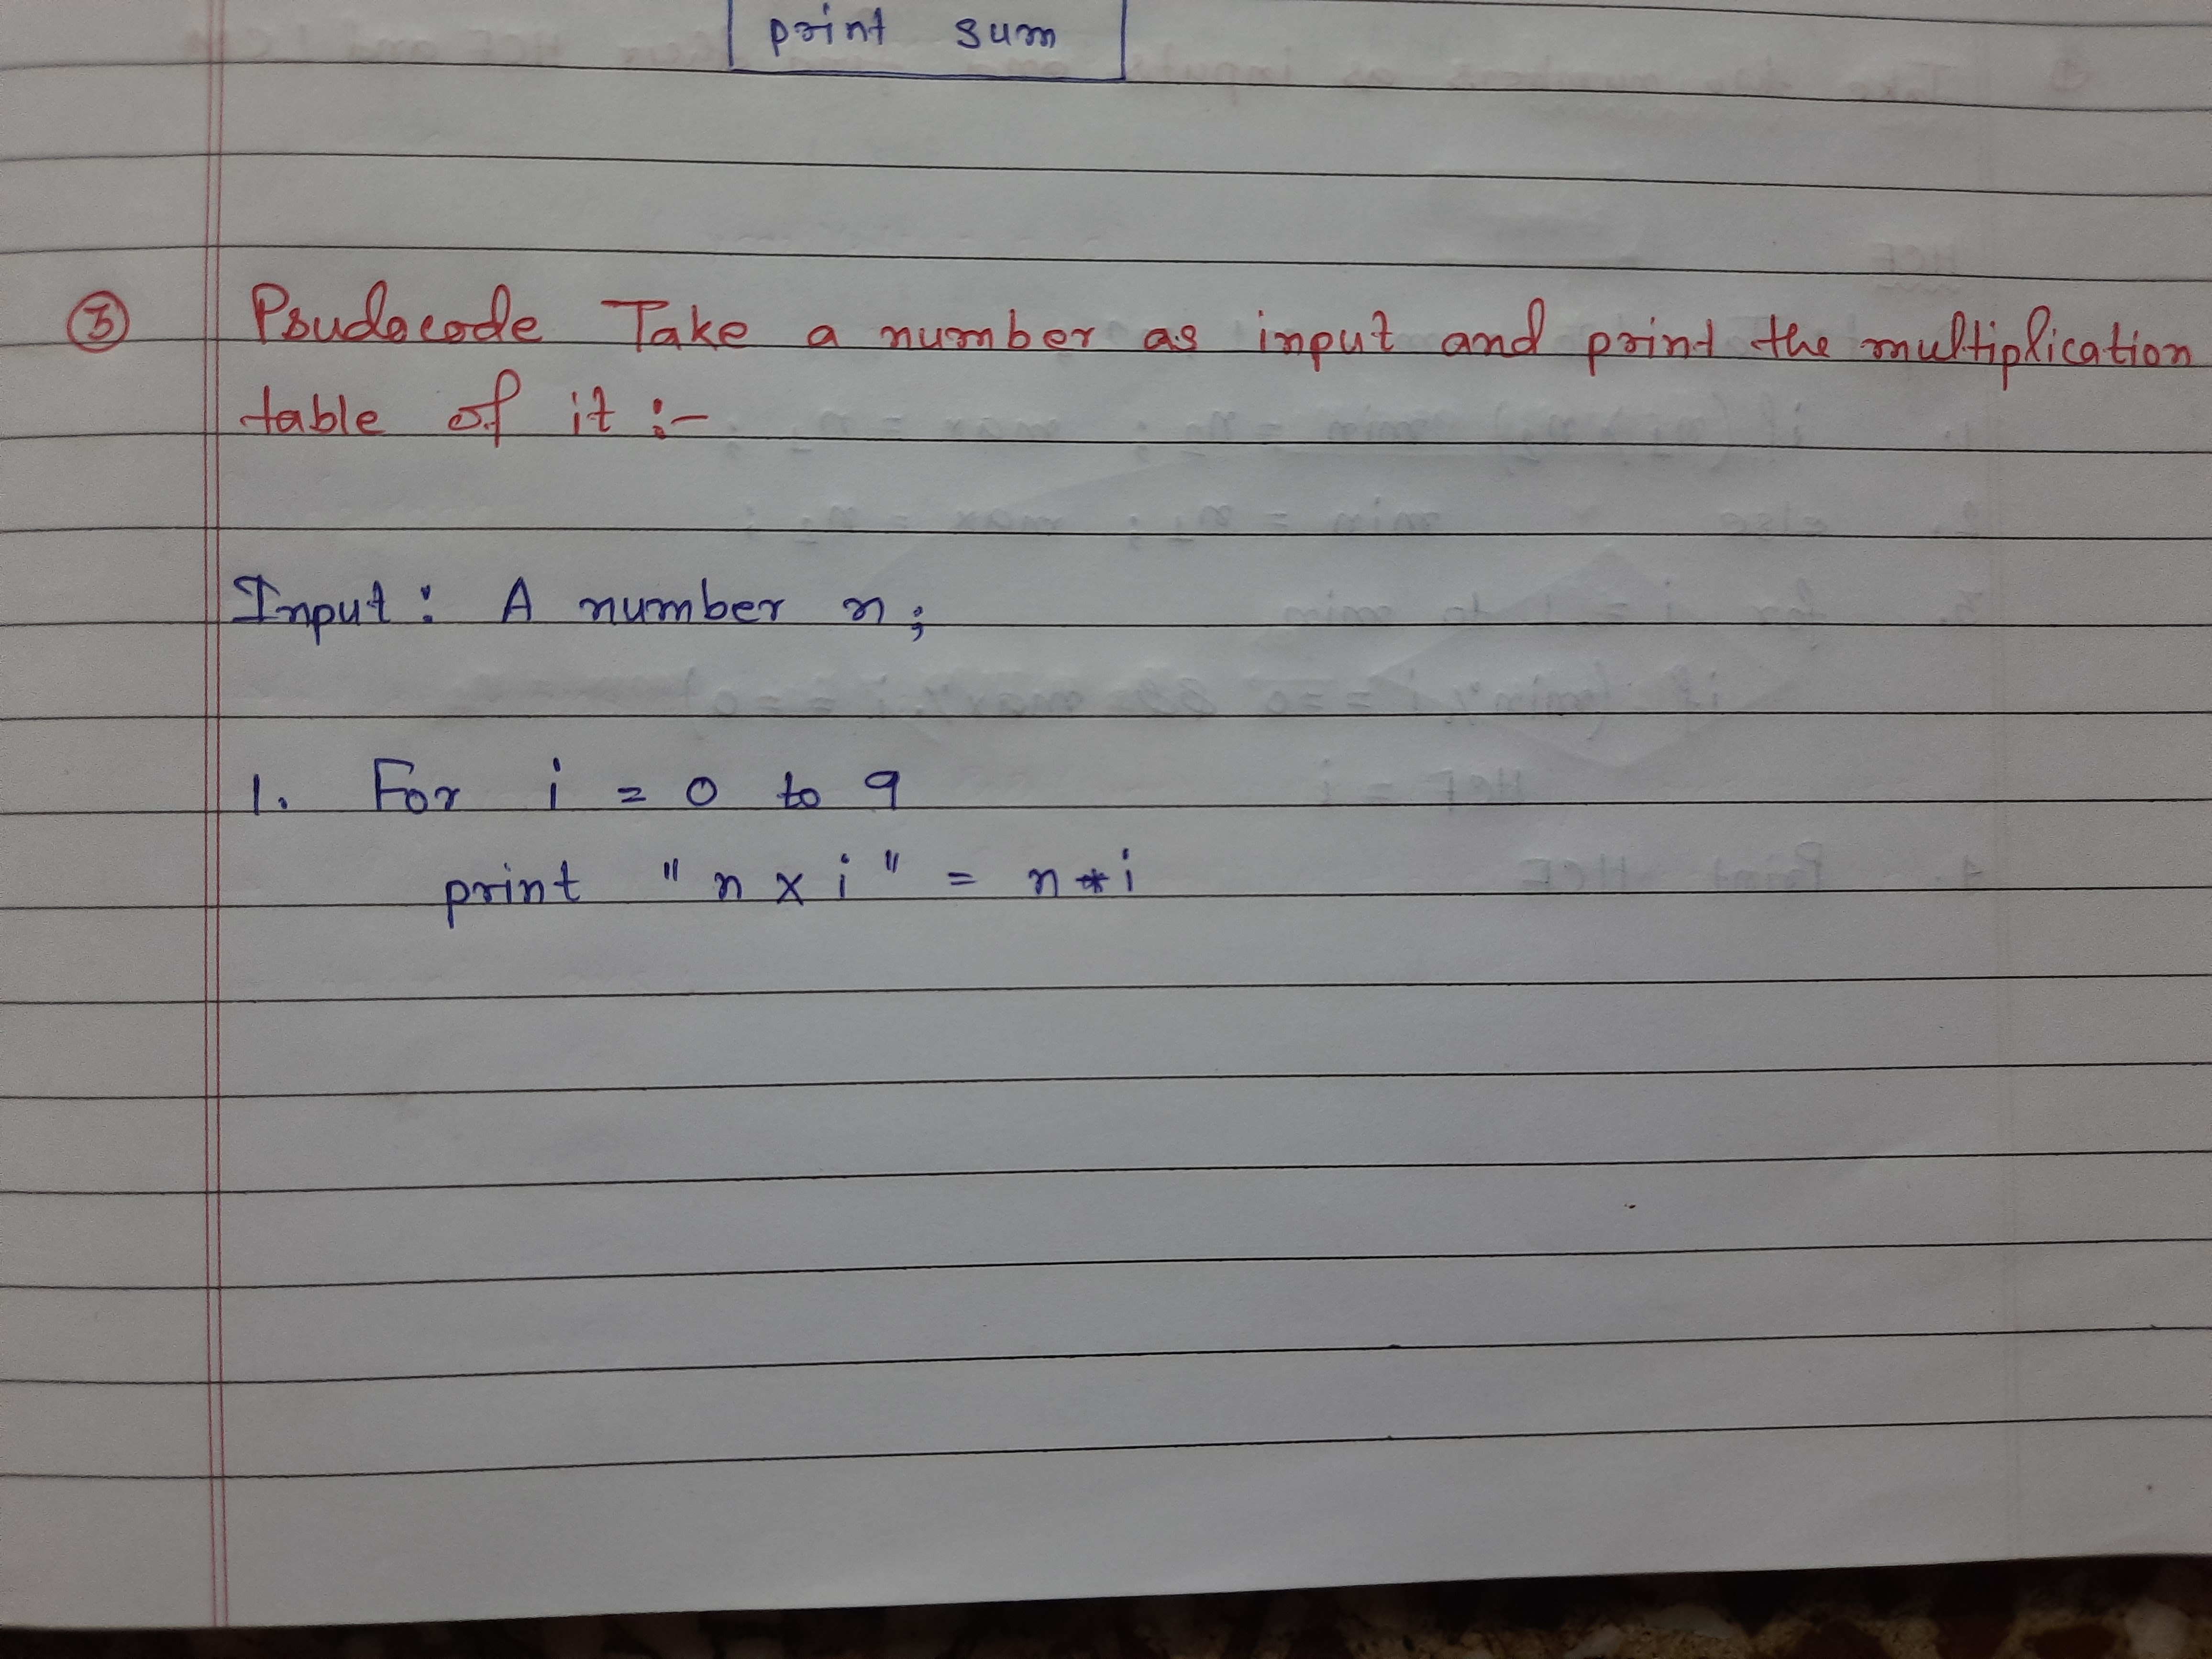 print sum
③ Psudocode Take a number as input and print the multiplication
table of it :-
Input : A number n ;
1. For i = 0 to 9
print "n x i" = n * i